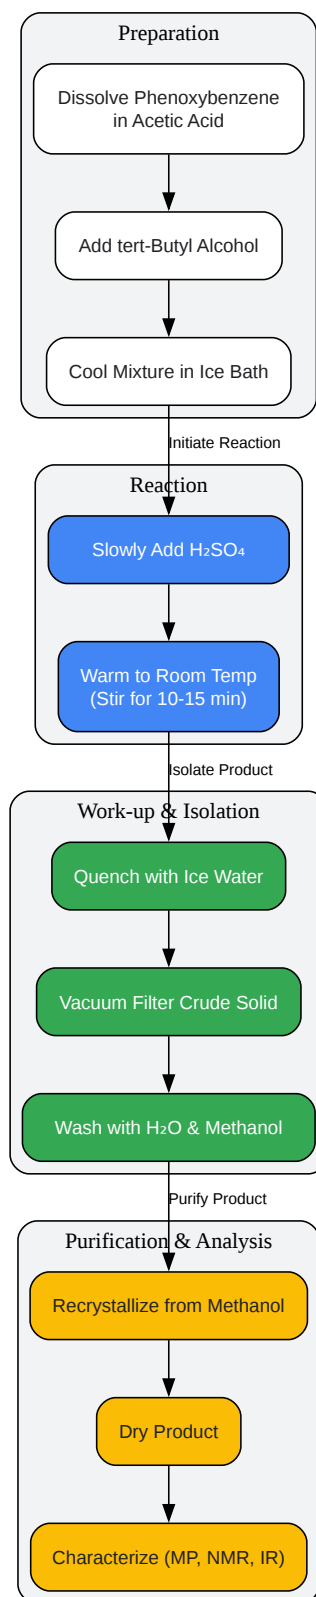 Preparation
Dissolve Phenoxybenzene
in Acetic Acid
Add tert-Butyl Alcohol
Cool Mixture in Ice Bath
Initiate Reaction
Reaction
Slowly Add H₂SO₄
Warm to Room Temp
(Stir for 10-15 min)
Isolate Product
Work-up & Isolation
Quench with Ice Water
Vacuum Filter Crude Solid
Wash with H₂O & Methanol
Purify Product
Purification & Analysis
Recrystallize from Methanol
Dry Product
Characterize (MP, NMR, IR)